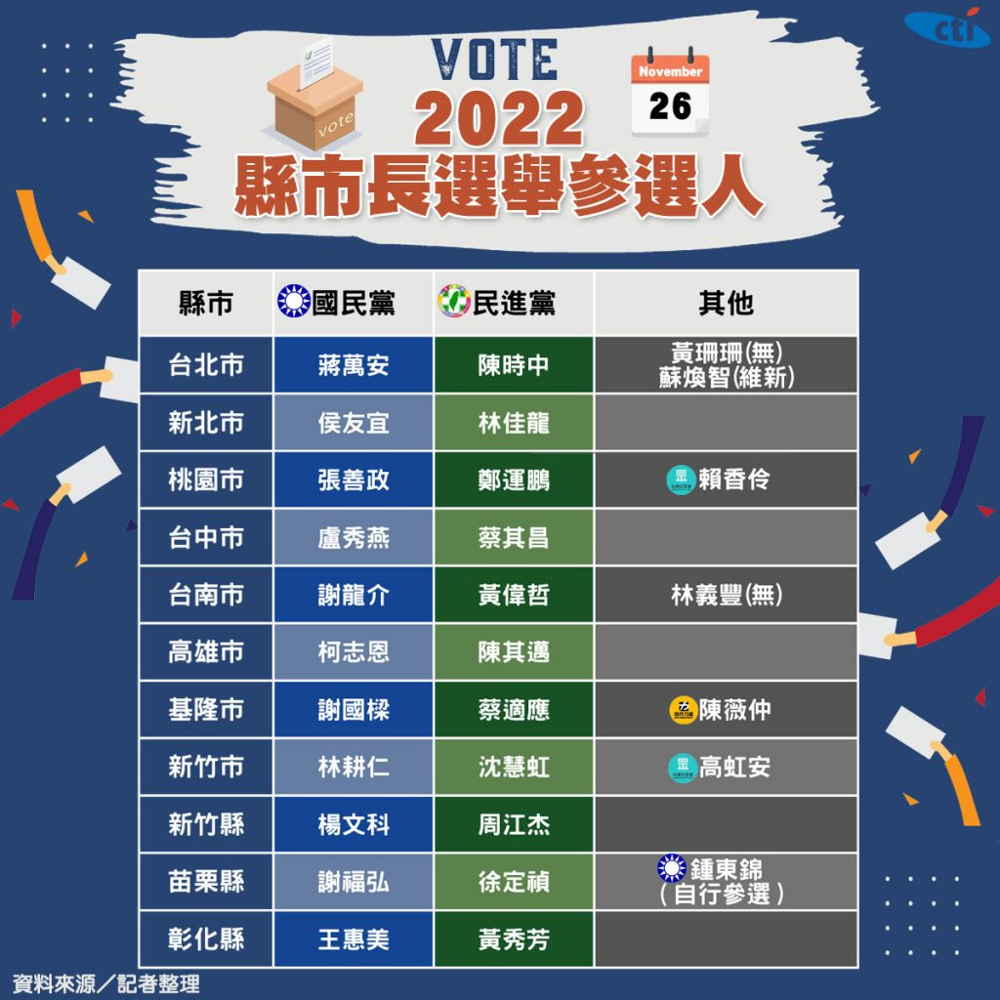 cti
VOTE
vote
November
26
2022
縣市長選舉參選人
縣市 國民黨 民進黨 其他
台北市 蔣萬安 陳時中 黃珊珊(無)
蘇煥智(維新)
新北市 侯友宜 林佳龍
桃園市 張善政 鄭運鵬 眾 賴香伶
台中市 盧秀燕 蔡其昌
台南市 謝龍介 黃偉哲 林義豐(無)
高雄市 柯志恩 陳其邁
基隆市 謝國樑 蔡適應 陳薇仲
新竹市 林耕仁 沈慧虹 眾 高虹安
新竹縣 楊文科 周江杰
苗栗縣 謝福弘 徐定禎 鍾東錦
(自行參選)
彰化縣 王惠美 黃秀芳
資料來源／記者整理